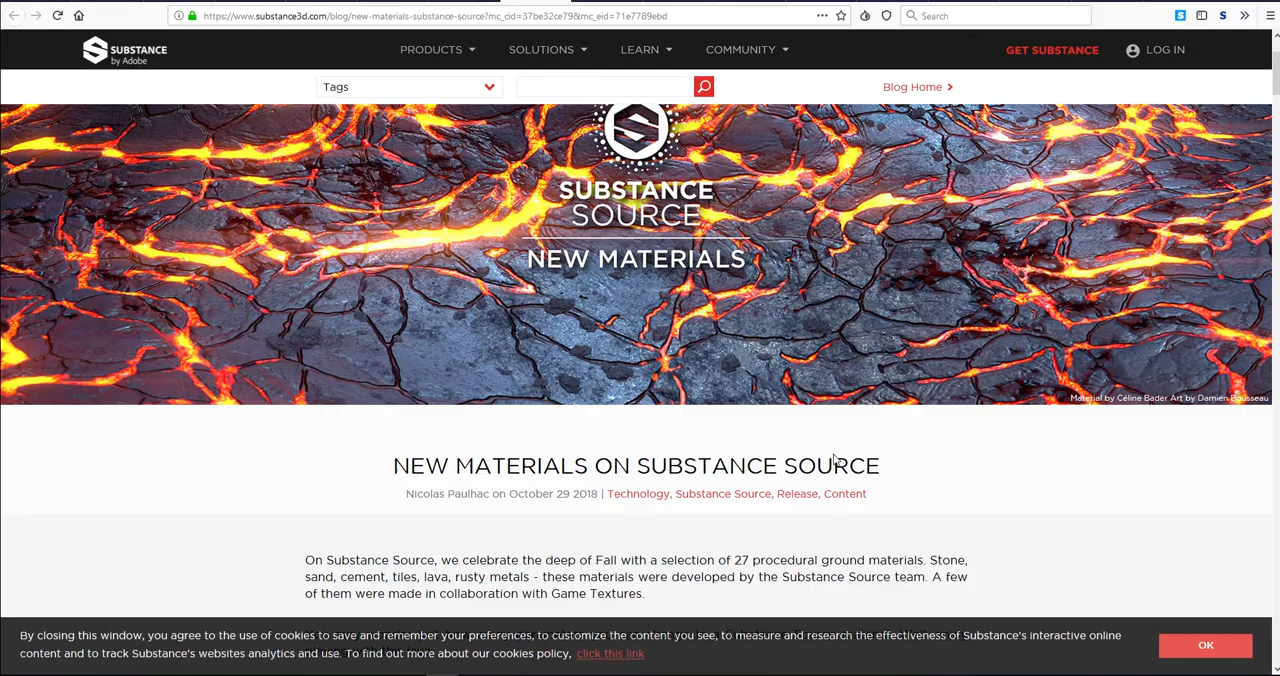 https://www.substance3d.com/blog/new-materials-substance-source?mc_cid=37be32ce79&mc_eid=71e7789ebd
Search
SUBSTANCE
by Adobe
PRODUCTS
SOLUTIONS
LEARN
COMMUNITY
GET SUBSTANCE
LOG IN
Tags
Blog Home
SUBSTANCE
SOURCE
NEW MATERIALS
Material by Céline Bader Art by Damien Bousseau
NEW MATERIALS ON SUBSTANCE SOURCE
Nicolas Paulhac on October 29 2018 | Technology, Substance Source, Release, Content
On Substance Source, we celebrate the deep of Fall with a selection of 27 procedural ground materials. Stone,
sand, cement, tiles, lava, rusty metals - these materials were developed by the Substance Source team. A few
of them were made in collaboration with Game Textures.
By closing this window, you agree to the use of cookies to save and remember your preferences, to customize the content you see, to measure and research the effectiveness of Substance's interactive online
content and to track Substance's websites analytics and use. To find out more about our cookies policy, click this link
OK